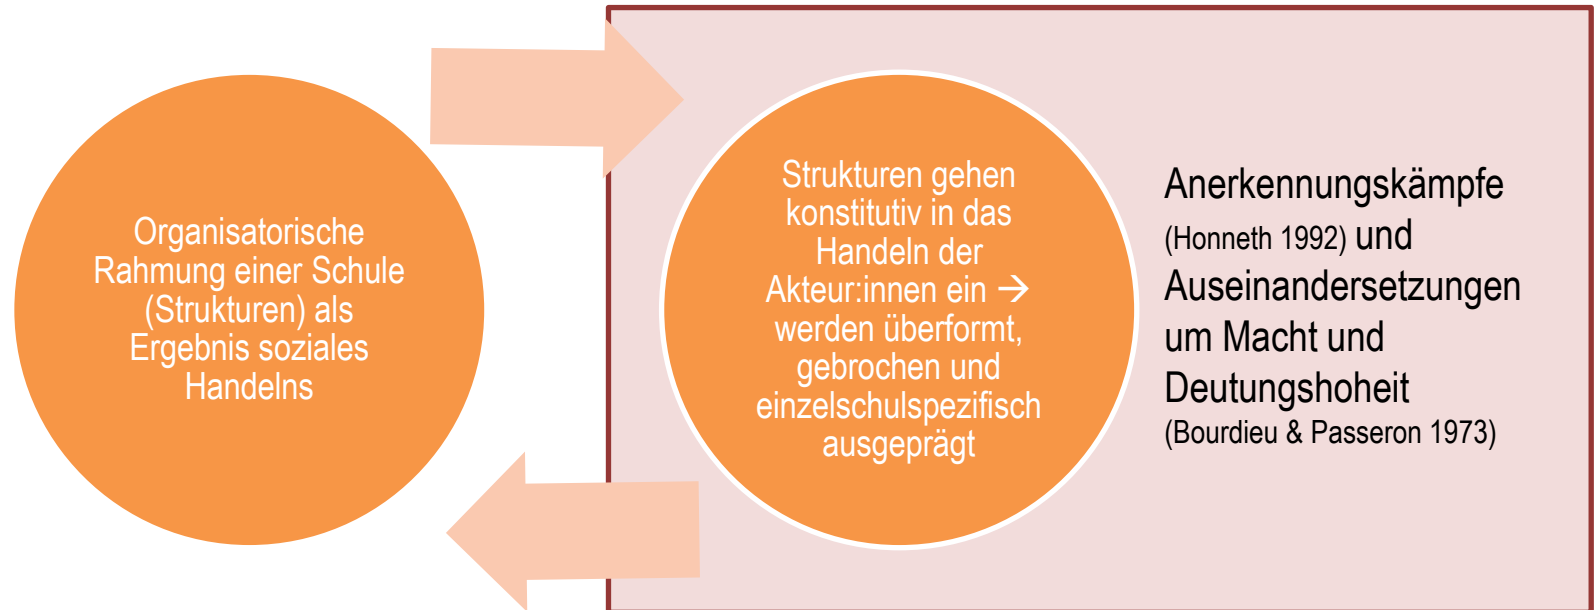 Organisatorische
Rahmung einer Schule
(Strukturen) als
Ergebnis soziales
Handelns
Strukturen gehen
konstitutiv in das
Handeln der
Akteur:innen ein →
werden überformt,
gebrochen und
einzelschulspezifisch
ausgeprägt
Anerkennungskämpfe
(Honneth 1992) und
Auseinandersetzungen
um Macht und
Deutungshoheit
(Bourdieu & Passeron 1973)